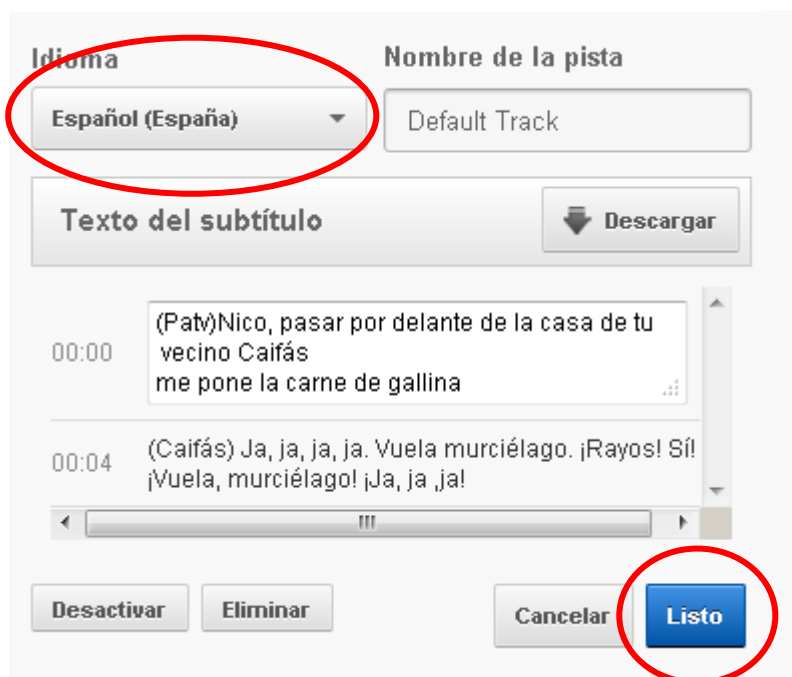 Idioma
Nombre de la pista
Español (España)
Default Track
Texto del subtítulo
Descargar
00:00
(Patv)Nico, pasar por delante de la casa de tu
vecino Caifás
me pone la carne de gallina
00:04
(Caifás) Ja, ja, ja, ja. Vuela murciélago. ¡Rayos! Sí!
¡Vuela, murciélago! ¡Ja, ja ,ja!
Desactivar
Eliminar
Cancelar
Listo